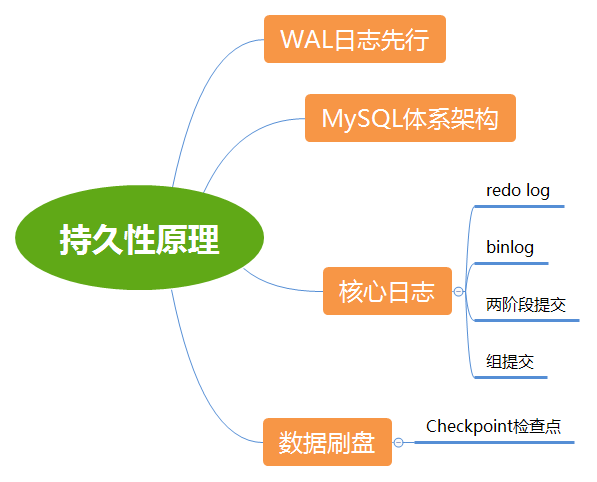 WAL日志先行
MySQL体系架构
持久性原理
核心日志
redo log
binlog
两阶段提交
组提交
数据刷盘
Checkpoint检查点